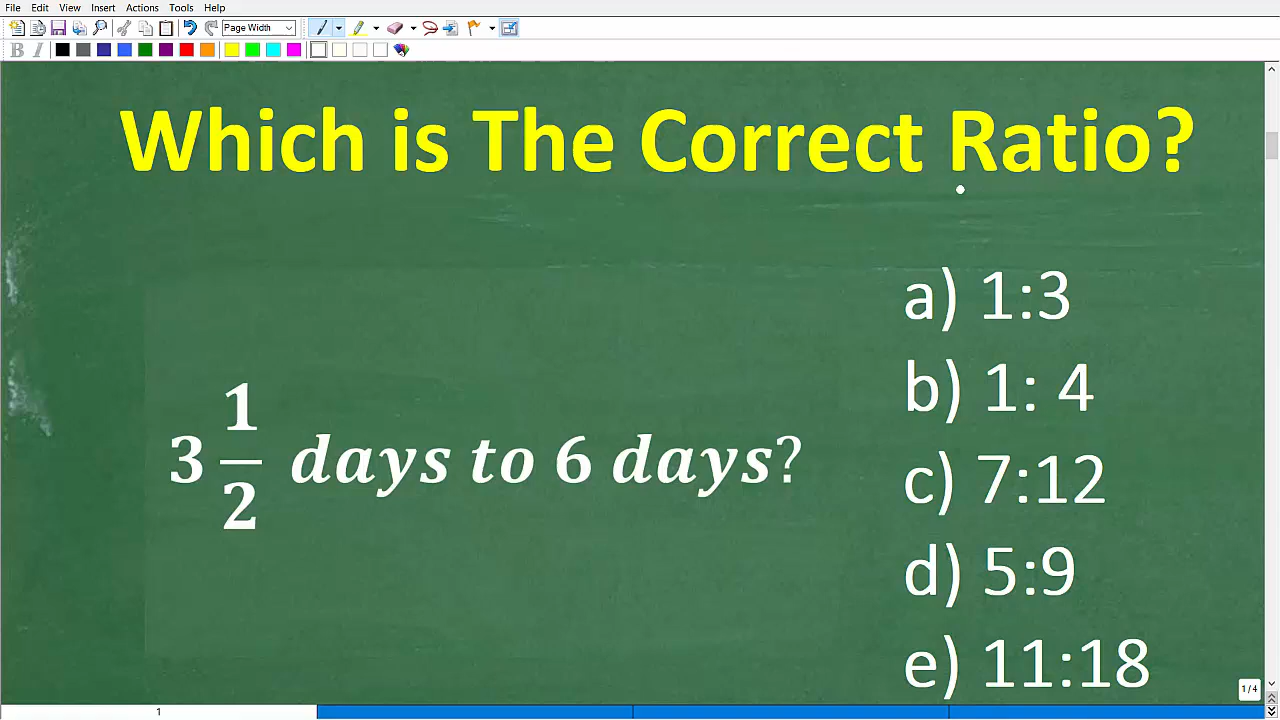 File Edit View Insert Actions Tools Help
Page Width
B I
Which is The Correct Ratio?
a) 1:3
b) 1: 4
3 1/2 days to 6 days?
c) 7:12
d) 5:9
e) 11:18
1/4
1